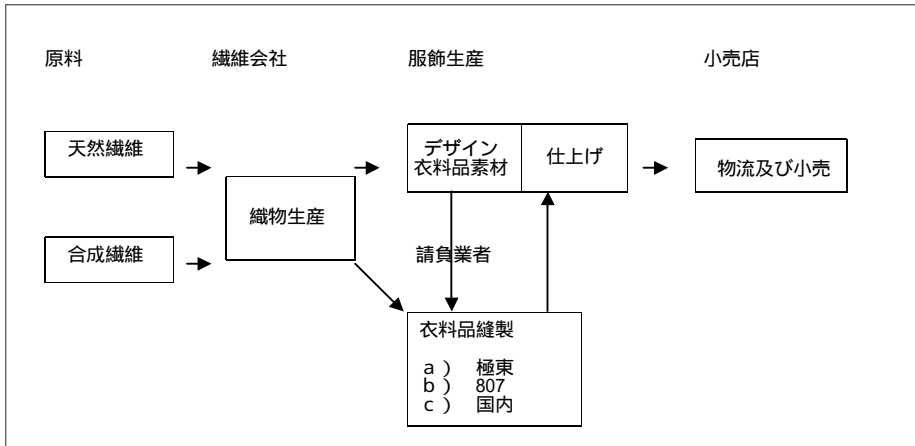 原料
繊維会社
服飾生産
小売店
天然繊維
デザイン
衣料品素材
仕上げ
物流及び小売
織物生産
合成繊維
請負業者
衣料品縫製
a） 極東
b） 807
c） 国内